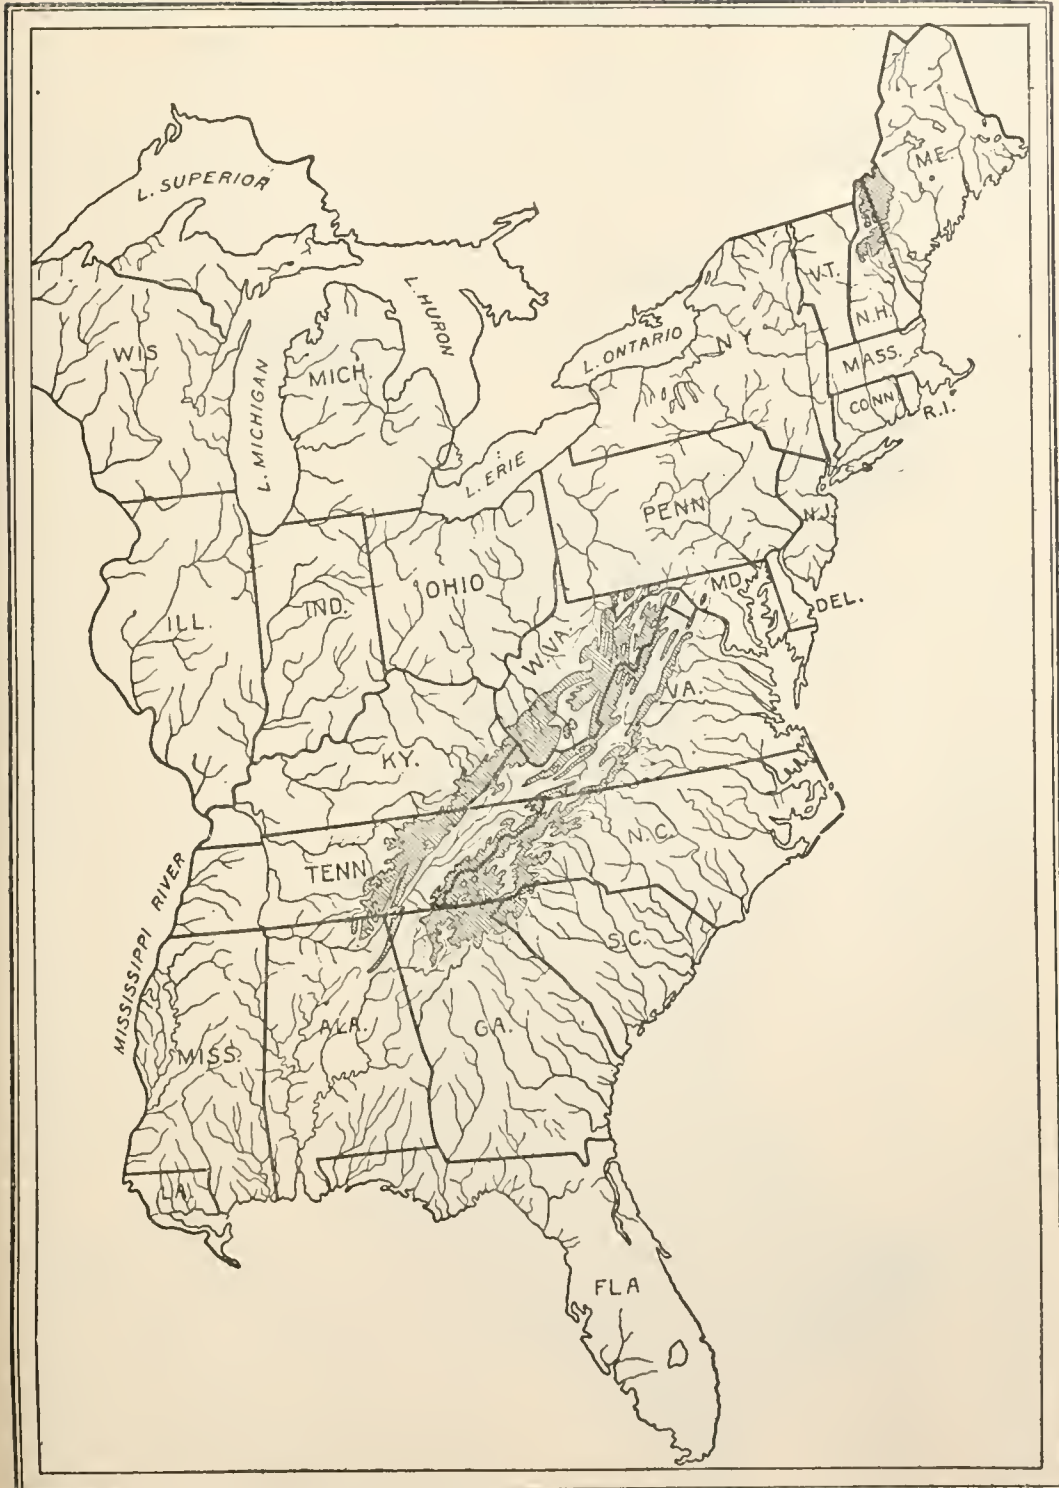 L. SUPERIOR
ME.
L. HURON
V.T.
N.H.
L. ONTARIO
N Y
WIS
MICH.
MASS.
CONN
R.I.
L. MICHIGAN
L. ERIE
PENN
N.J.
OHIO
MD.
DEL.
IND.
ILL.
W.VA.
VA.
KY.
N.C.
TENN
MISSISSIPPI RIVER
S.C.
ALA.
GA.
MISS.
LA.
FLA